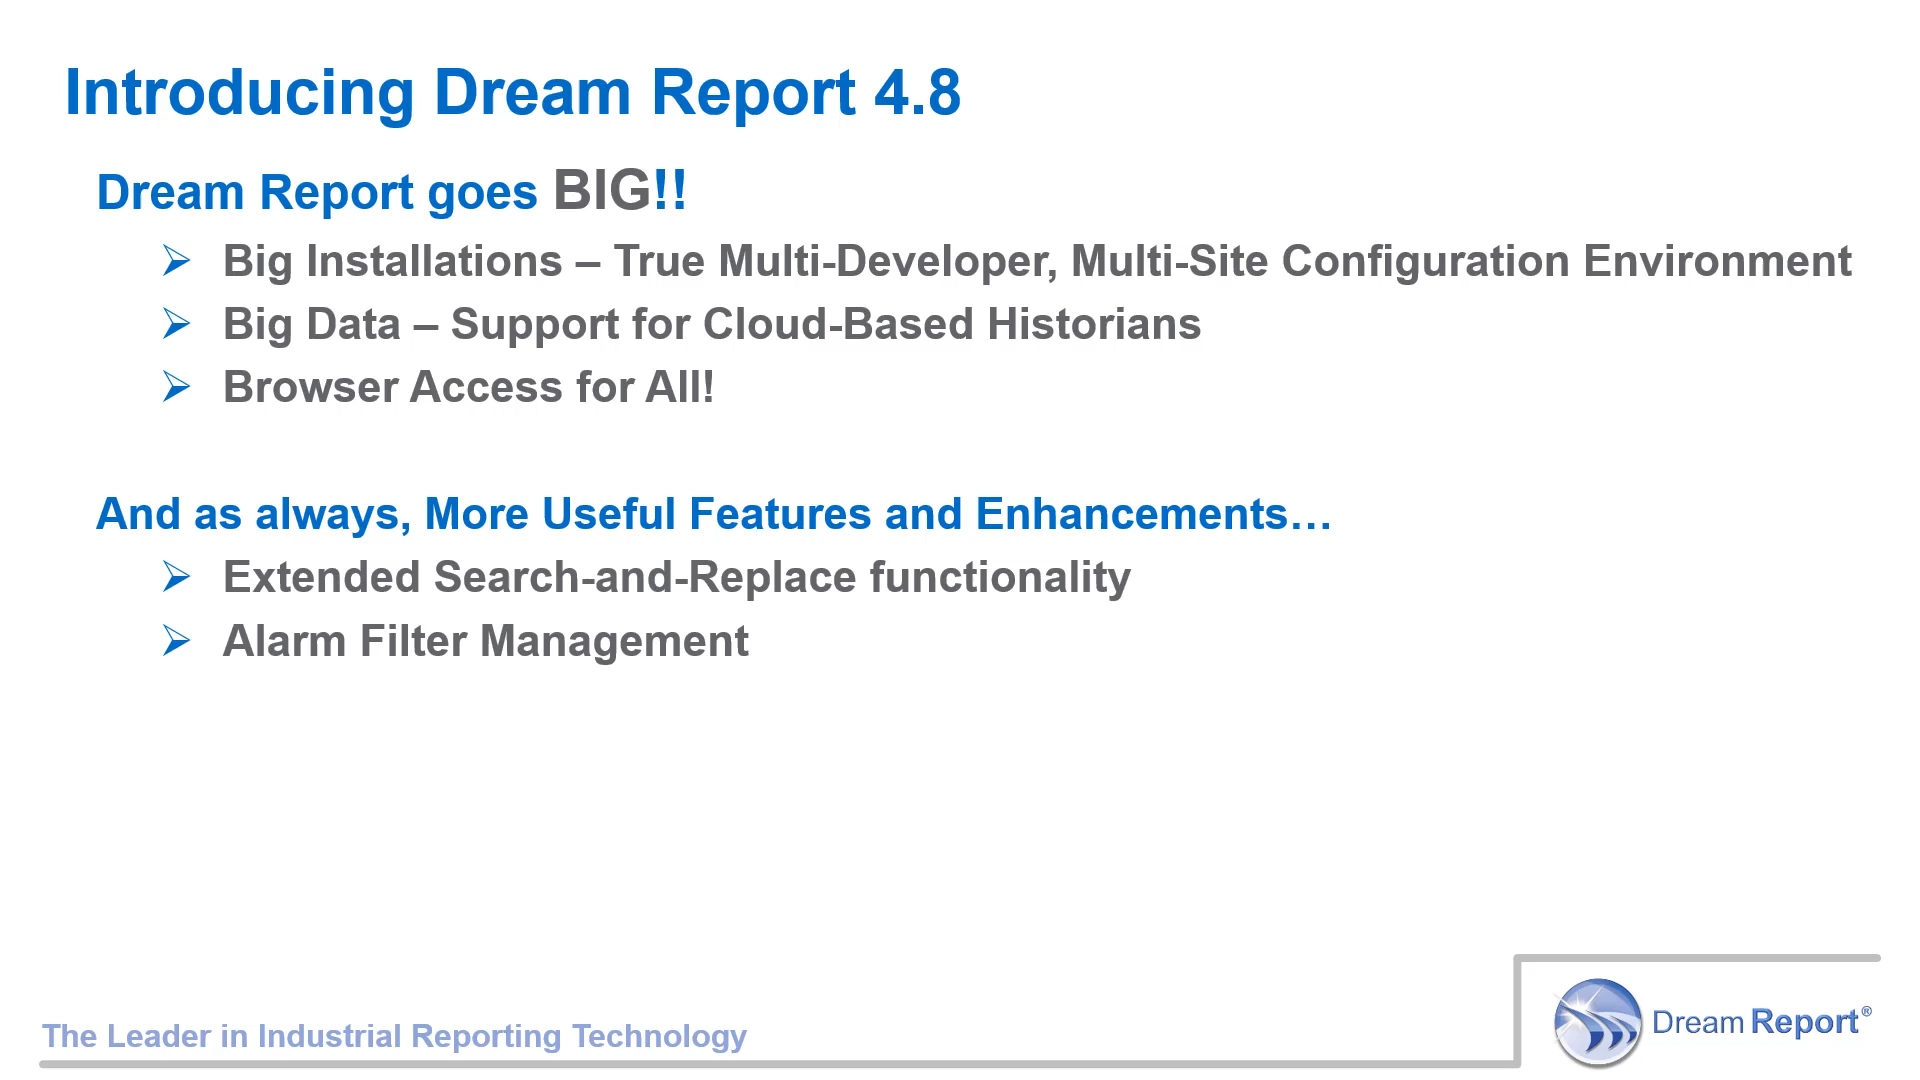 Introducing Dream Report 4.8
Dream Report goes BIG!!
Big Installations – True Multi-Developer, Multi-Site Configuration Environment
Big Data – Support for Cloud-Based Historians
Browser Access for All!
And as always, More Useful Features and Enhancements…
Extended Search-and-Replace functionality
Alarm Filter Management
The Leader in Industrial Reporting Technology
Dream Report®